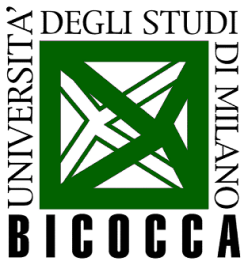 UNIVERSITA'
DEGLI STUDI
DI MILANO
BICOCCA